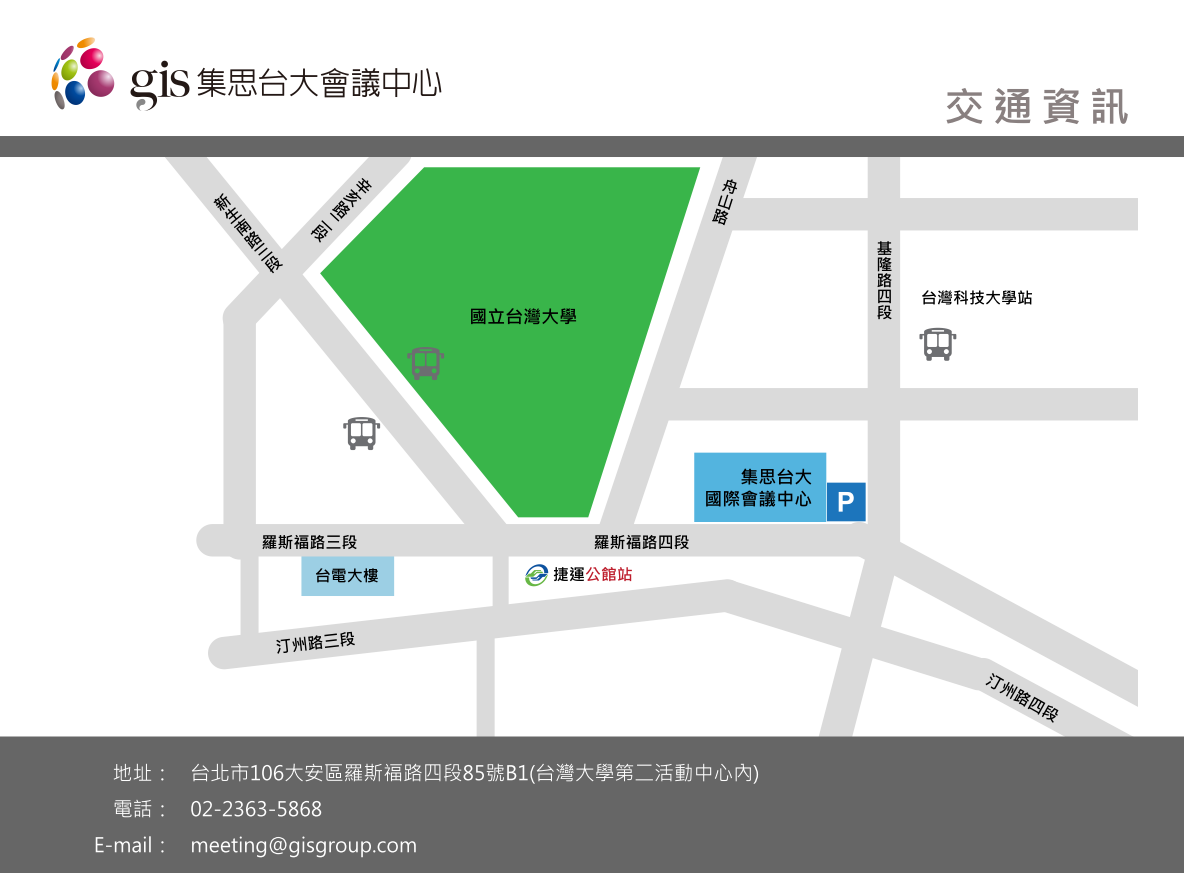 gis 集思台大會議中心
交通資訊
新生南路三段
辛亥路二段
舟山路
基隆路四段
台灣科技大學站
國立台灣大學
集思台大
國際會議中心
P
羅斯福路三段
羅斯福路四段
台電大樓
捷運公館站
汀州路三段
汀州路四段
地址： 台北市106大安區羅斯福路四段85號B1(台灣大學第二活動中心內)
電話： 02-2363-5868
E-mail： meeting@gisgroup.com